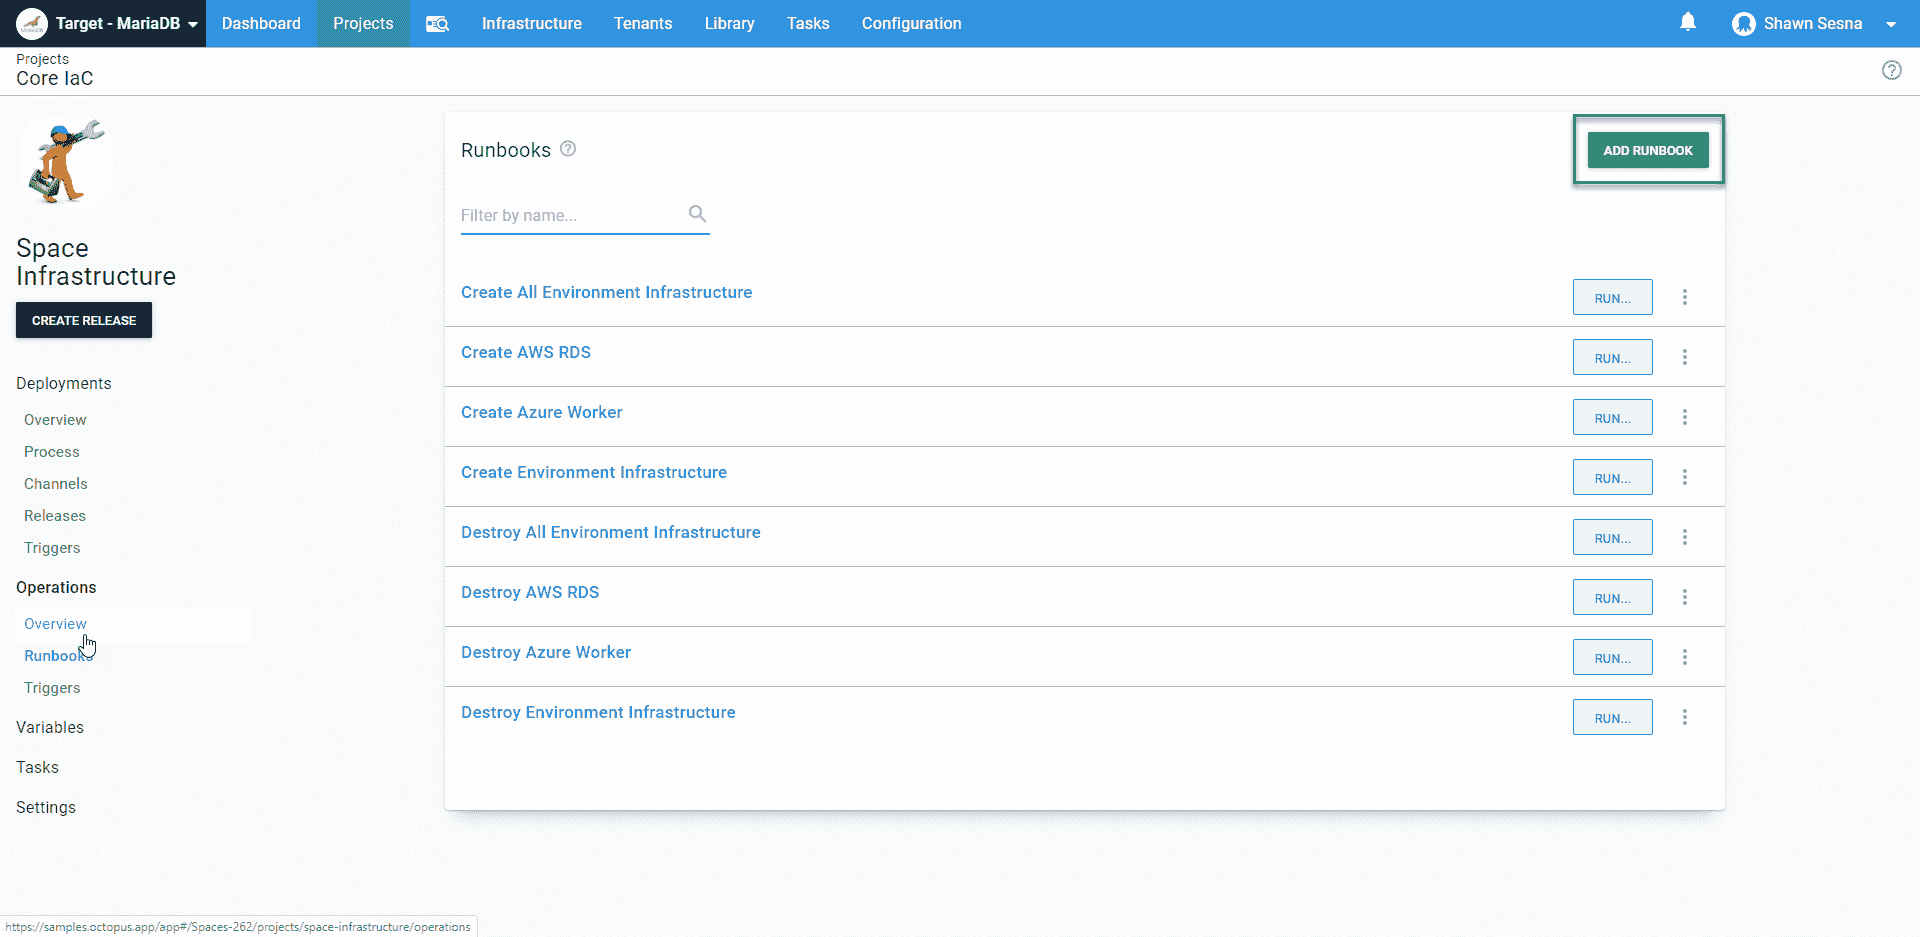 Target - MariaDB
Dashboard
Projects
Infrastructure
Tenants
Library
Tasks
Configuration
Shawn Sesna
Projects
Core IaC
Space
Infrastructure
CREATE RELEASE
Deployments
Overview
Process
Channels
Releases
Triggers
Operations
Overview
Runbooks
Triggers
Variables
Tasks
Settings
Runbooks
ADD RUNBOOK
Filter by name...
Create All Environment Infrastructure
RUN...
Create AWS RDS
RUN...
Create Azure Worker
RUN...
Create Environment Infrastructure
RUN...
Destroy All Environment Infrastructure
RUN...
Destroy AWS RDS
RUN...
Destroy Azure Worker
RUN...
Destroy Environment Infrastructure
RUN...
https://samples.octopus.app/app#/Spaces-262/projects/space-infrastructure/operations